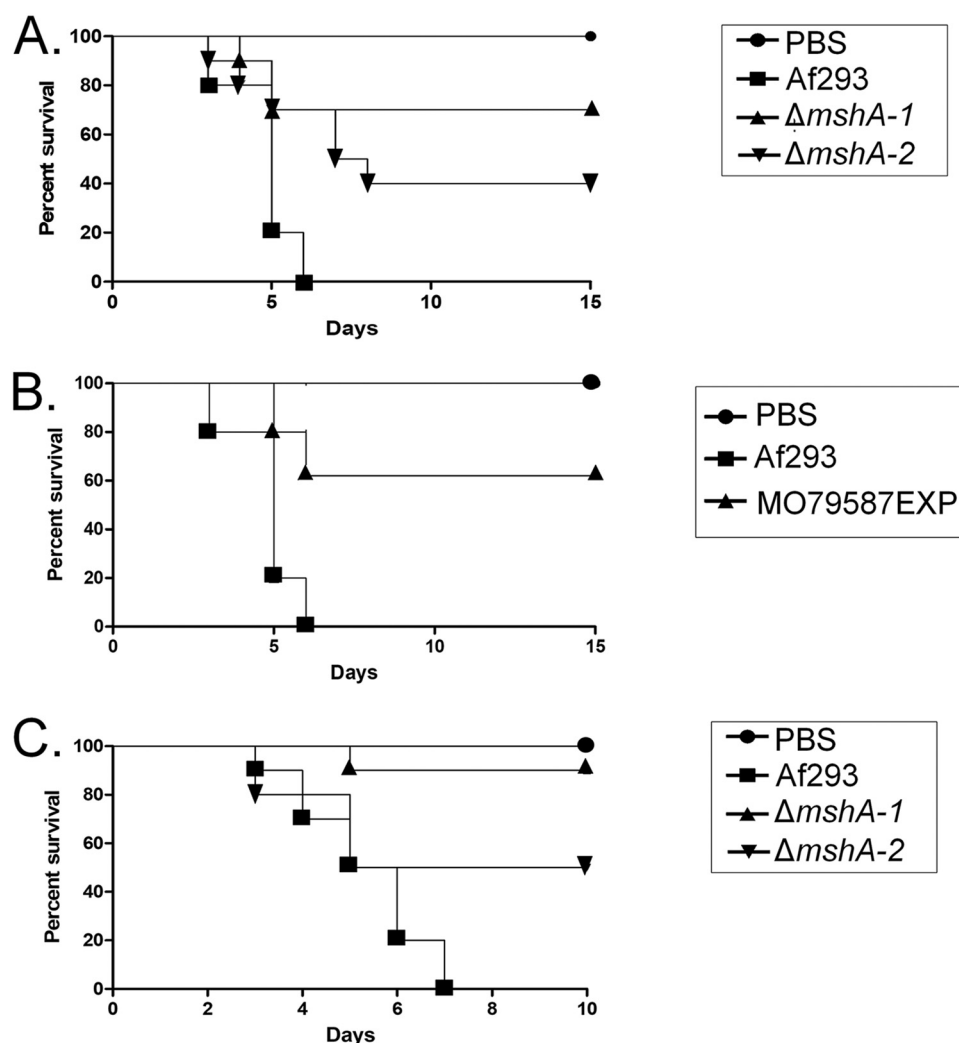 A.
Percent survival
100
80
60
40
20
0
0 5 10 15
Days
PBS
Af293
ΔmshA-1
ΔmshA-2
B.
Percent survival
100
80
60
40
20
0
0 5 10 15
Days
PBS
Af293
MO79587EXP
C.
Percent survival
100
80
60
40
20
0
0 2 4 6 8 10
Days
PBS
Af293
ΔmshA-1
ΔmshA-2